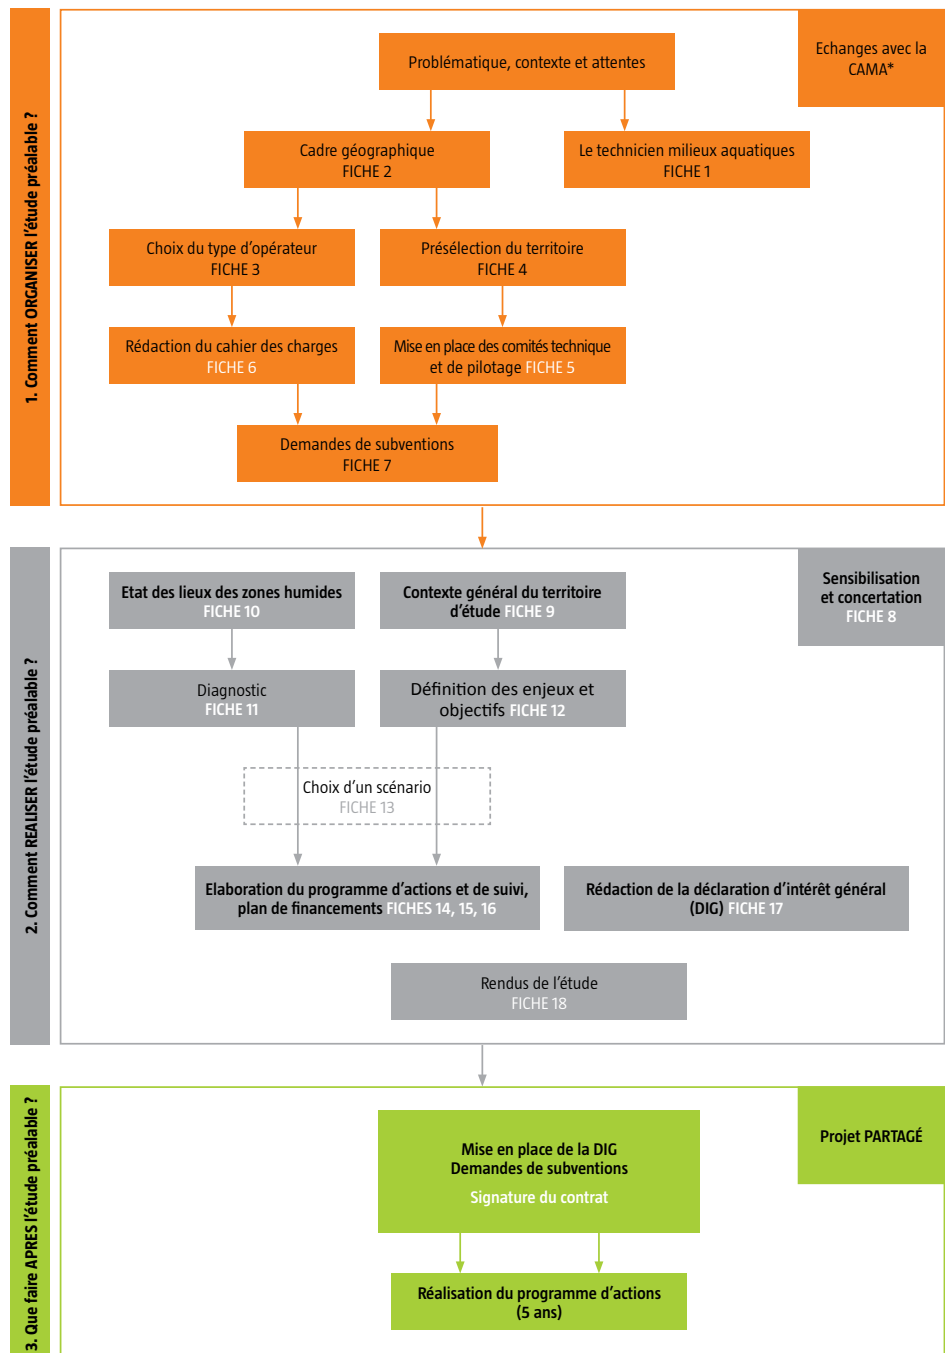 1. Comment ORGANISER l'étude préalable ?
Echanges avec la
CAMA*
Problématique, contexte et attentes
Cadre géographique
FICHE 2
Le technicien milieux aquatiques
FICHE 1
Choix du type d'opérateur
FICHE 3
Présélection du territoire
FICHE 4
Rédaction du cahier des charges
FICHE 6
Mise en place des comités technique
et de pilotage FICHE 5
Demandes de subventions
FICHE 7
2. Comment REALISER l'étude préalable ?
Sensibilisation
et concertation
FICHE 8
Etat des lieux des zones humides
FICHE 10
Contexte général du territoire
d'étude FICHE 9
Diagnostic
FICHE 11
Définition des enjeux et
objectifs FICHE 12
Choix d'un scénario
FICHE 13
Elaboration du programme d'actions et de suivi,
plan de financements FICHES 14, 15, 16
Rédaction de la déclaration d'intérêt général
(DIG) FICHE 17
Rendus de l'étude
FICHE 18
3. Que faire APRES l'étude préalable ?
Projet PARTAGÉ
Mise en place de la DIG
Demandes de subventions
Signature du contrat
Réalisation du programme d'actions
(5 ans)